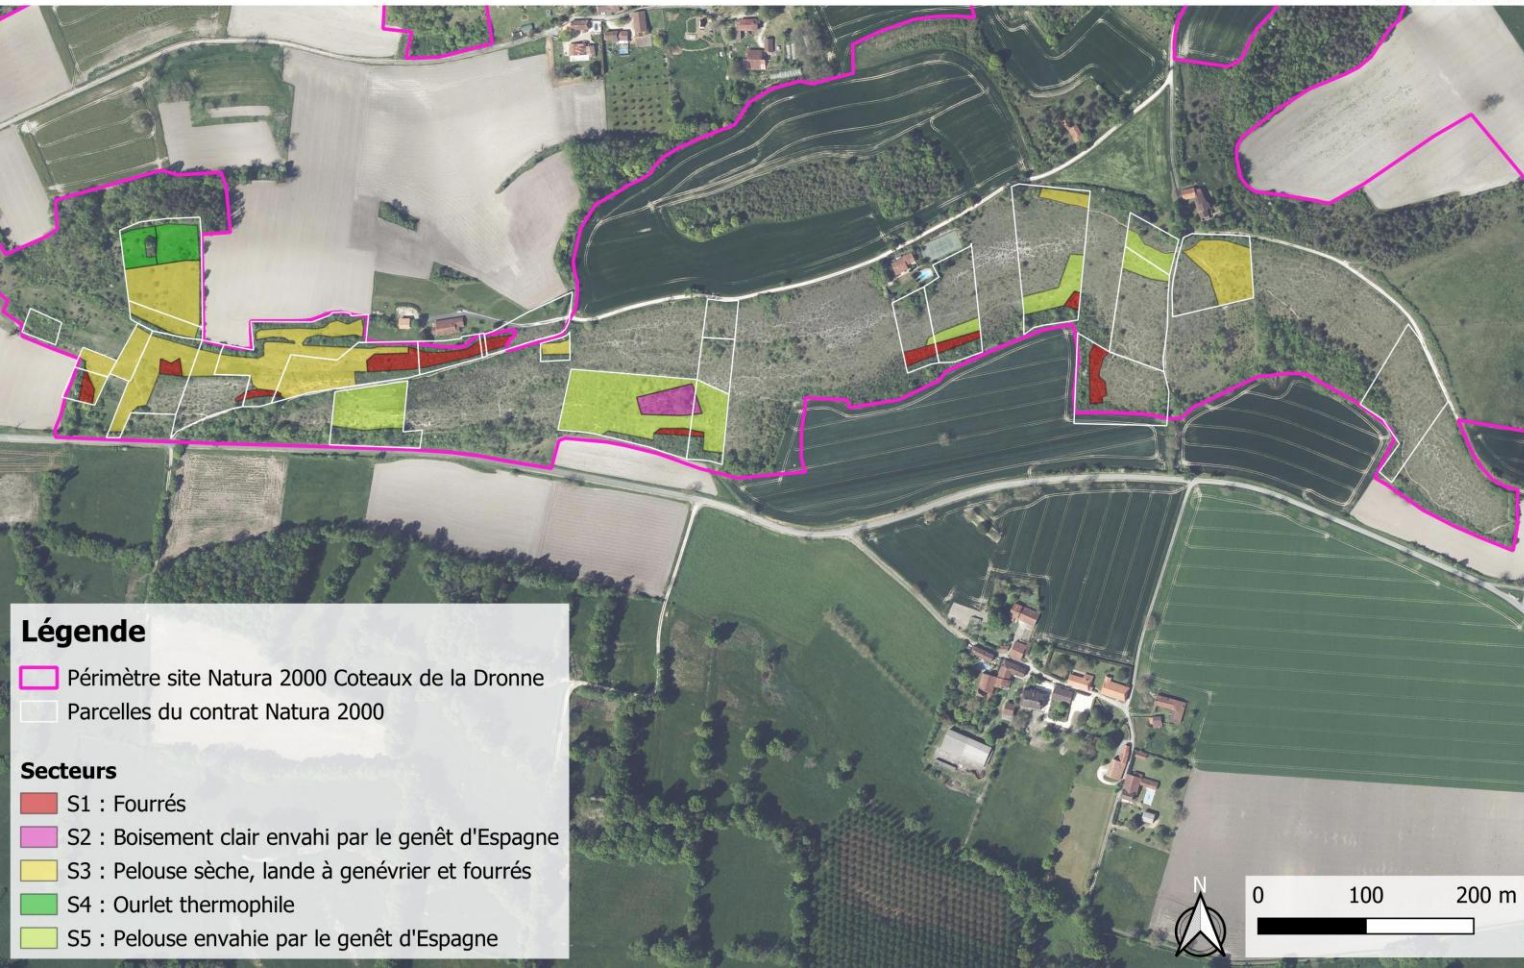 Légende
Périmètre site Natura 2000 Coteaux de la Dronne
Parcelles du contrat Natura 2000
Secteurs
S1 : Fourrés
S2 : Boisement clair envahi par le genêt d'Espagne
S3 : Pelouse sèche, lande à genévrier et fourrés
S4 : Ourlet thermophile
S5 : Pelouse envahie par le genêt d'Espagne
N
0 100 200 m